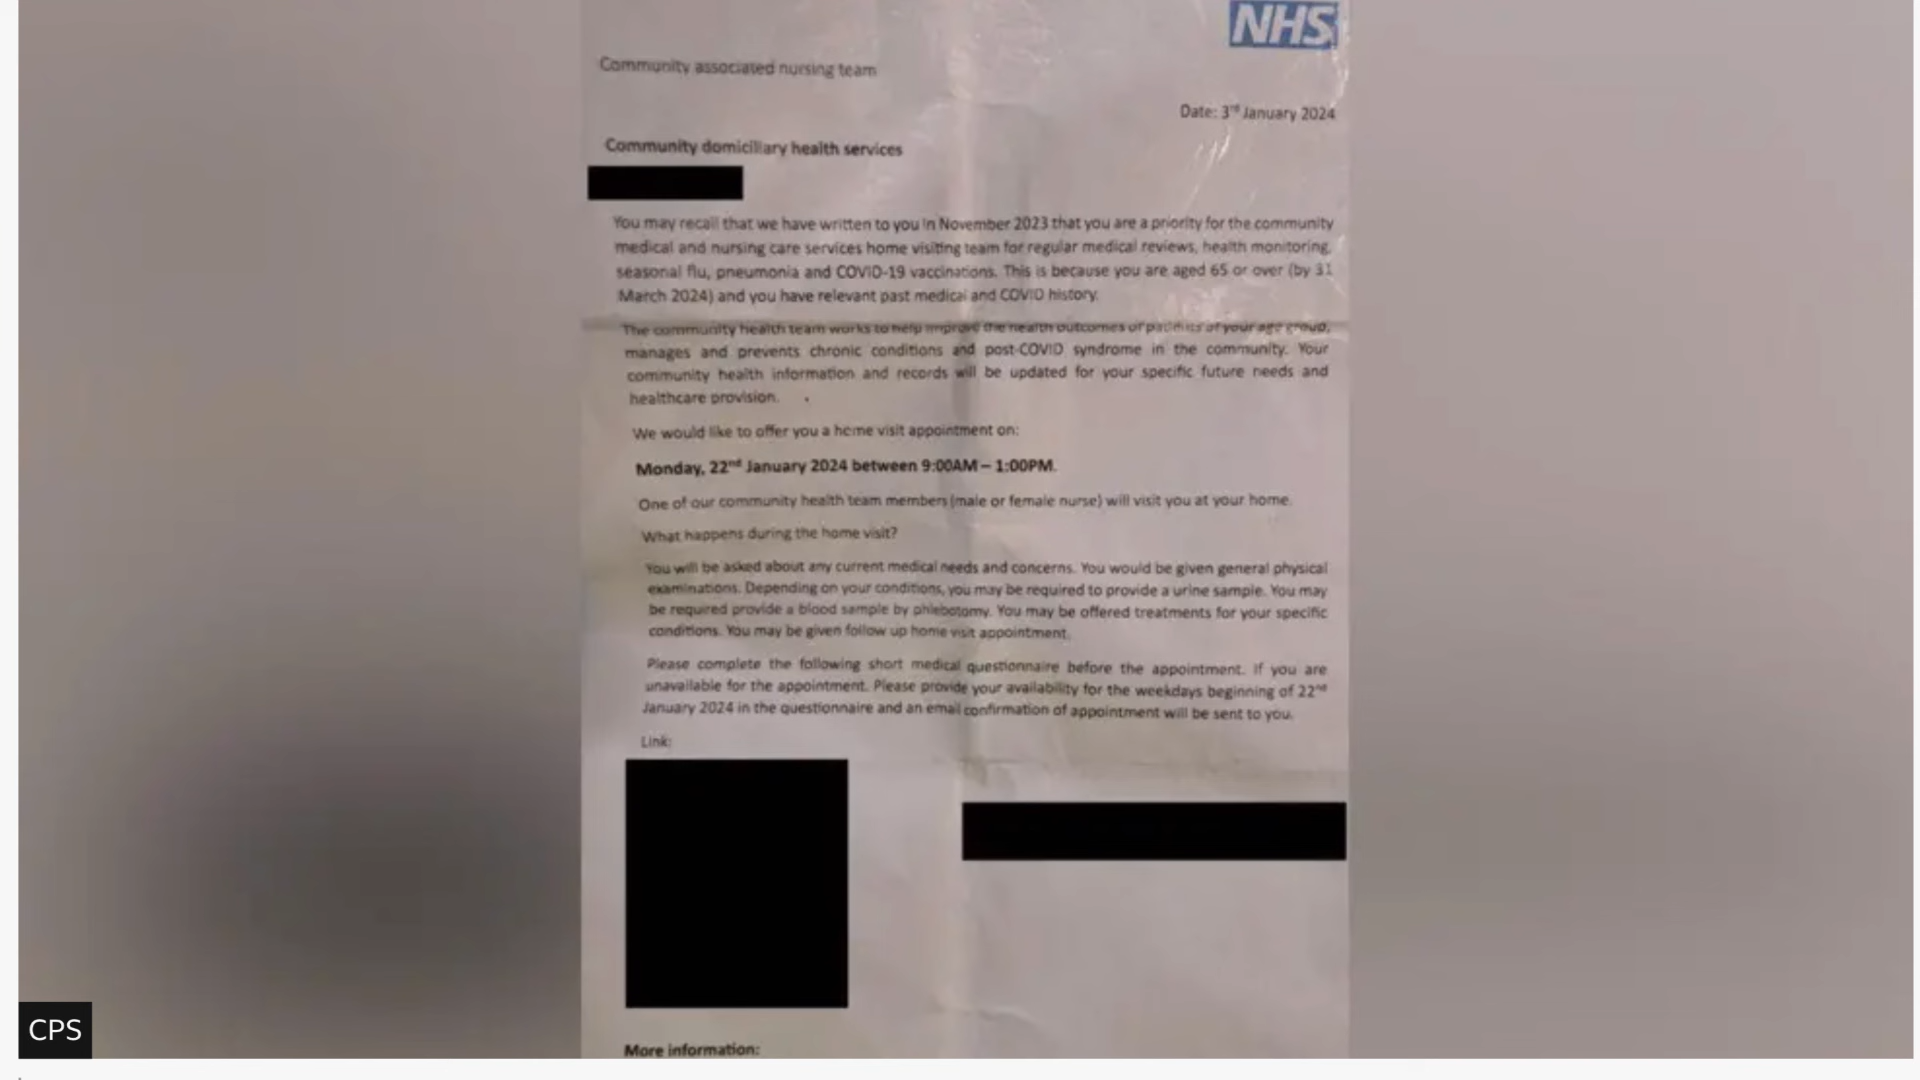 NHS
Community associated nursing team
Date: 3rd January 2024
Community domiciliary health services
You may recall that we have written to you in November 2023 that you are a priority for the community
medical and nursing care services home visiting team for regular medical reviews, health monitoring,
seasonal flu, pneumonia and COVID-19 vaccinations. This is because you are aged 65 or over (by 31
March 2024) and you have relevant past medical and COVID history.
The community health team works to help improve the health outcomes of patients of your age group,
manages and prevents chronic conditions and post-COVID syndrome in the community. Your
community health information and records will be updated for your specific future needs and
healthcare provision.
We would like to offer you a home visit appointment on:
Monday, 22nd January 2024 between 9:00AM – 1:00PM.
One of our community health team members (male or female nurse) will visit you at your home.
What happens during the home visit?
You will be asked about any current medical needs and concerns. You would be given general physical
examinations. Depending on your conditions, you may be required to provide a urine sample. You may
be required provide a blood sample by phlebotomy. You may be offered treatments for your specific
conditions. You may be given follow up home visit appointment.
Please complete the following short medical questionnaire before the appointment. If you are
unavailable for the appointment. Please provide your availability for the weekdays beginning of 22nd
January 2024 in the questionnaire and an email confirmation of appointment will be sent to you.
Link:
More information:
CPS